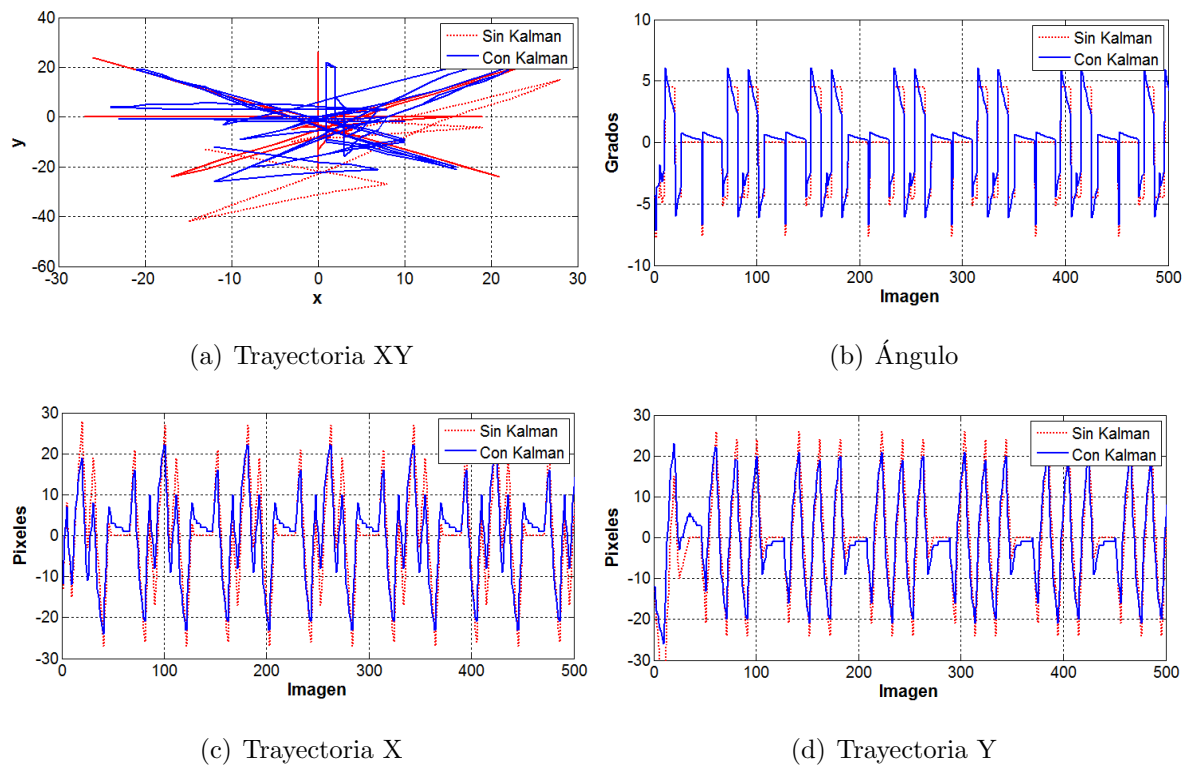 40
20
0
-20
-40
-60
-30
-20
-10
0
10
20
30
y
x
Sin Kalman
Con Kalman
(a) Trayectoria XY
10
5
0
-5
-10
0
100
200
300
400
500
Grados
Imagen
Sin Kalman
Con Kalman
(b) Ángulo
30
20
10
0
-10
-20
-30
0
100
200
300
400
500
Pixeles
Imagen
Sin Kalman
Con Kalman
(c) Trayectoria X
30
20
10
0
-10
-20
-30
0
100
200
300
400
500
Pixeles
Imagen
Sin Kalman
Con Kalman
(d) Trayectoria Y